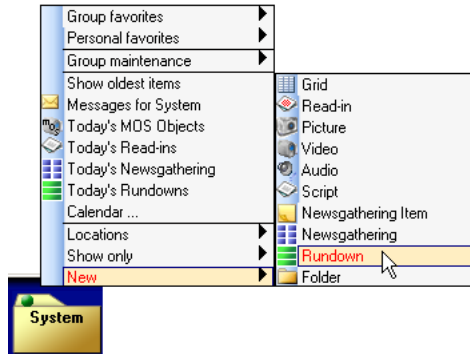 Group favorites
Personal favorites
Group maintenance
Show oldest items
Messages for System
Today's MOS Objects
Today's Read-ins
Today's Newsgathering
Today's Rundowns
Calendar ...
Locations
Show only
New
Grid
Read-in
Picture
Video
Audio
Script
Newsgathering Item
Newsgathering
Rundown
Folder
System